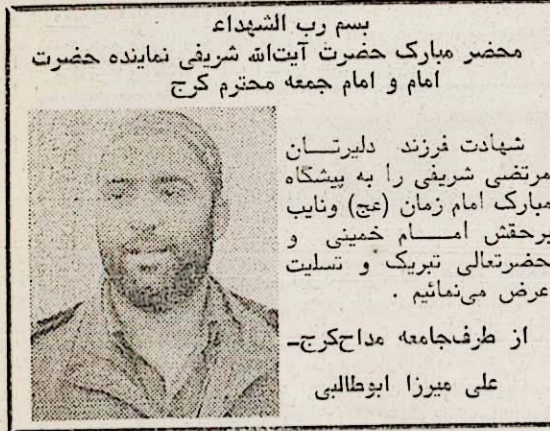 بسم رب الشهداء
محضر مبارک حضرت آیت‌الله شریفی نماینده حضرت
امام و امام جمعه محترم کرج
شهادت فرزند دلیرتـــان
مرتضی شریفی را به پیشگاه
مبارک امام زمان (عج) ونایب
برحقش امـــام خمینی و
حضرتعالی تبریک و تسلیت
عرض می‌نمائیم .
از طرف‌جامعه مداح‌کرج‌ـ
علی میرزا ابوطالبی